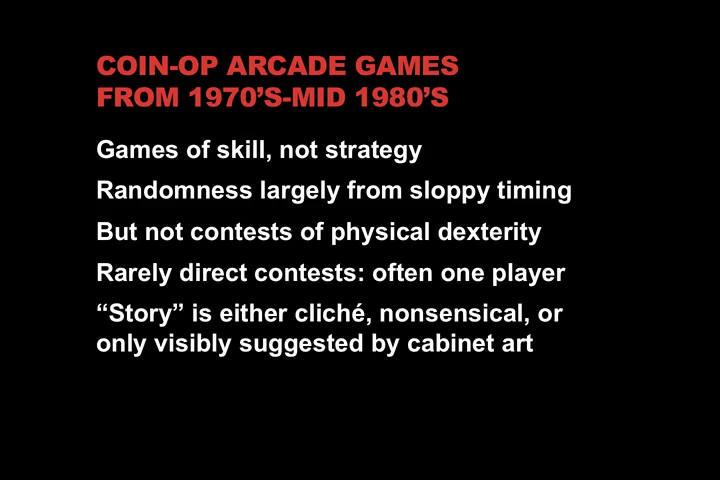 COIN-OP ARCADE GAMES
FROM 1970’S-MID 1980’S
Games of skill, not strategy
Randomness largely from sloppy timing
But not contests of physical dexterity
Rarely direct contests: often one player
“Story” is either cliché, nonsensical, or
only visibly suggested by cabinet art